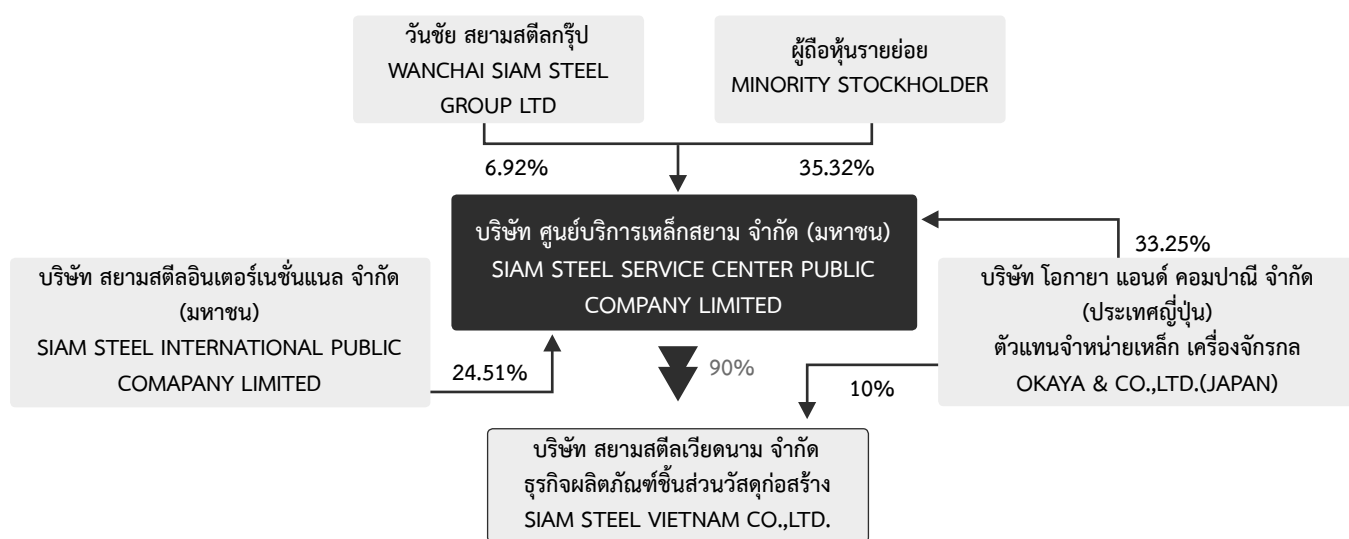 วันชัย สยามสตีลกรุ๊ป
WANCHAI SIAM STEEL
GROUP LTD
ผู้ถือหุ้นรายย่อย
MINORITY STOCKHOLDER
6.92%
35.32%
บริษัท ศูนย์บริการเหล็กสยาม จำกัด (มหาชน)
SIAM STEEL SERVICE CENTER PUBLIC
COMPANY LIMITED
33.25%
บริษัท สยามสตีลอินเตอร์เนชั่นแนล จำกัด
(มหาชน)
SIAM STEEL INTERNATIONAL PUBLIC
COMAPANY LIMITED
24.51%
90%
บริษัท โอกายา แอนด์ คอมปาณี จำกัด
(ประเทศญี่ปุ่น)
ตัวแทนจำหน่ายเหล็ก เครื่องจักรกล
OKAYA & CO.,LTD.(JAPAN)
10%
บริษัท สยามสตีลเวียดนาม จำกัด
ธุรกิจผลิตภัณฑ์ชิ้นส่วนวัสดุก่อสร้าง
SIAM STEEL VIETNAM CO.,LTD.